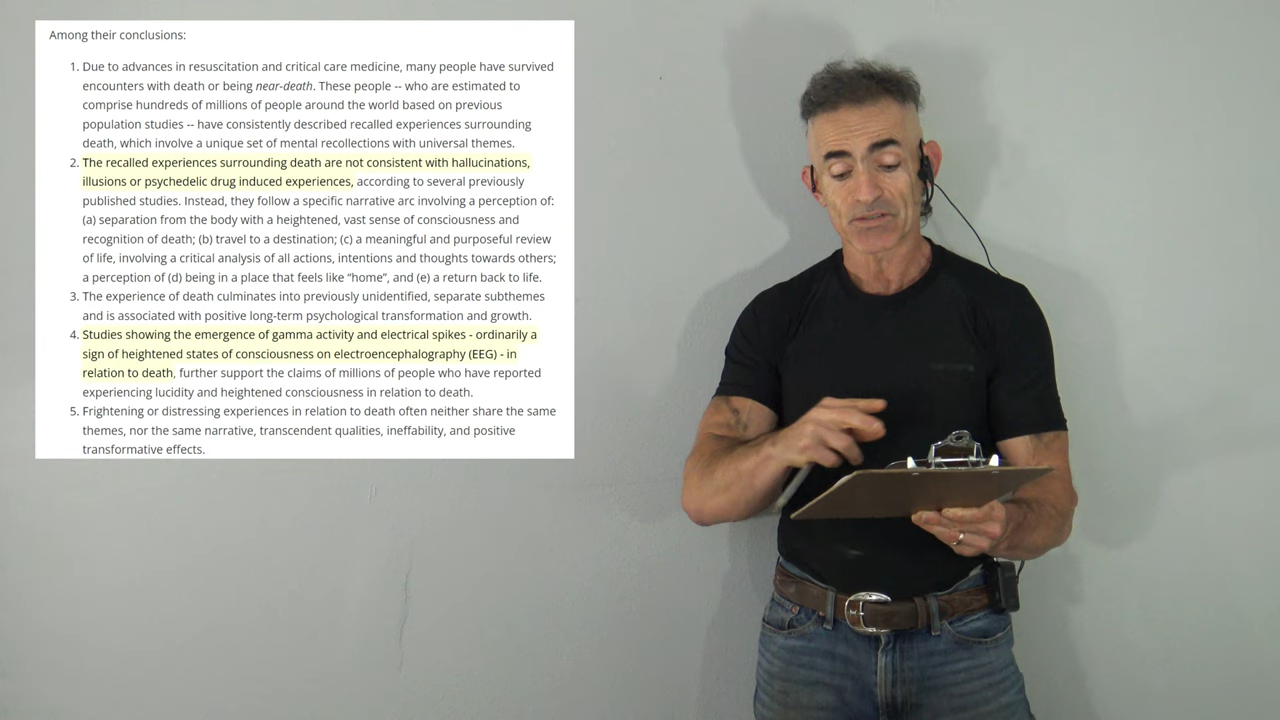 Among their conclusions:
1. Due to advances in resuscitation and critical care medicine, many people have survived
encounters with death or being near-death. These people -- who are estimated to
comprise hundreds of millions of people around the world based on previous
population studies -- have consistently described recalled experiences surrounding
death, which involve a unique set of mental recollections with universal themes.
2. The recalled experiences surrounding death are not consistent with hallucinations,
illusions or psychedelic drug induced experiences, according to several previously
published studies. Instead, they follow a specific narrative arc involving a perception of:
(a) separation from the body with a heightened, vast sense of consciousness and
recognition of death; (b) travel to a destination; (c) a meaningful and purposeful review
of life, involving a critical analysis of all actions, intentions and thoughts towards others;
a perception of (d) being in a place that feels like “home”, and (e) a return back to life.
3. The experience of death culminates into previously unidentified, separate subthemes
and is associated with positive long-term psychological transformation and growth.
4. Studies showing the emergence of gamma activity and electrical spikes - ordinarily a
sign of heightened states of consciousness on electroencephalography (EEG) - in
relation to death, further support the claims of millions of people who have reported
experiencing lucidity and heightened consciousness in relation to death.
5. Frightening or distressing experiences in relation to death often neither share the same
themes, nor the same narrative, transcendent qualities, ineffability, and positive
transformative effects.